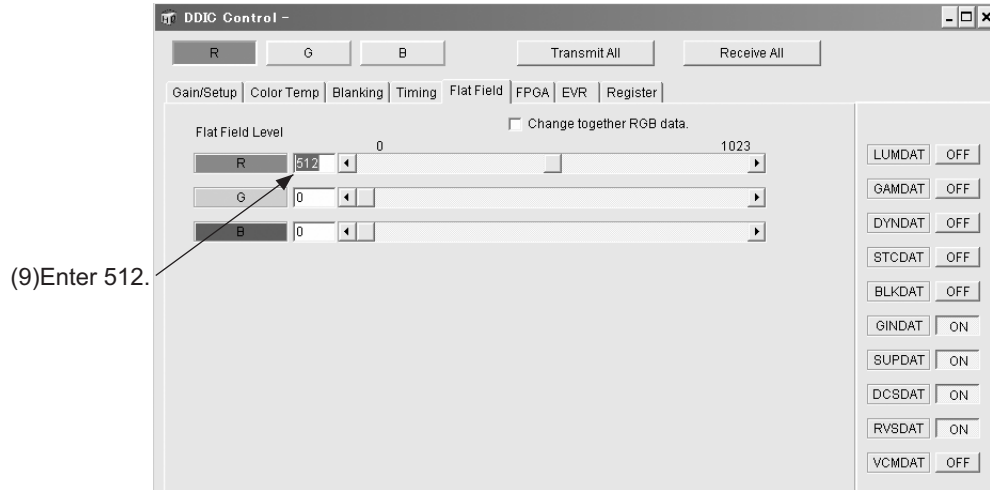 DDIC Control -
R G B Transmit All Receive All
Gain/Setup Color Temp Blanking Timing Flat Field FPGA EVR Register
Change together RGB data.
Flat Field Level
0 1023
R 512
G 0
B 0
(9)Enter 512.
LUMDAT OFF
GAMDAT OFF
DYNDAT OFF
STCDAT OFF
BLKDAT OFF
GINDAT ON
SUPDAT ON
DCSDAT ON
RVSDAT ON
VCMDAT OFF